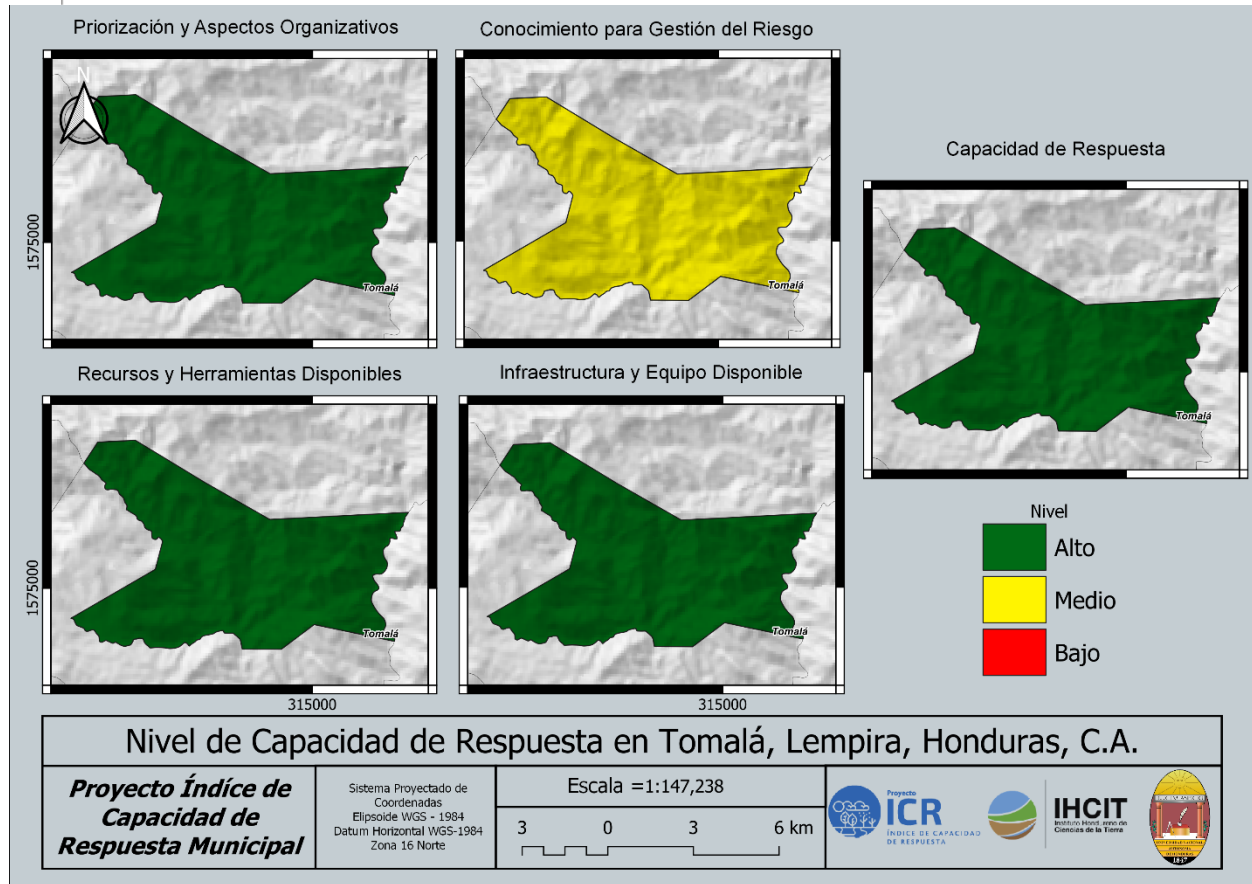 Priorización y Aspectos Organizativos
Conocimiento para Gestión del Riesgo
N
1575000
Tomalá
Tomalá
Capacidad de Respuesta
Tomalá
Recursos y Herramientas Disponibles
Infraestructura y Equipo Disponible
1575000
Tomalá
Tomalá
315000
315000
Nivel
Alto
Medio
Bajo
Nivel de Capacidad de Respuesta en Tomalá, Lempira, Honduras, C.A.
Proyecto Índíce de
Capacidad de
Respuesta Municipal
Sistema Proyectado de
Coordenadas
Elipsoide WGS - 1984
Datum Horizontal WGS-1984
Zona 16 Norte
Escala =1:147,238
3 0 3 6 km
Proyecto
ICR
ÍNDICE DE CAPACIDAD
DE RESPUESTA
IHCIT
Instituto Hondureño de
Ciencias de la Tierra
1847